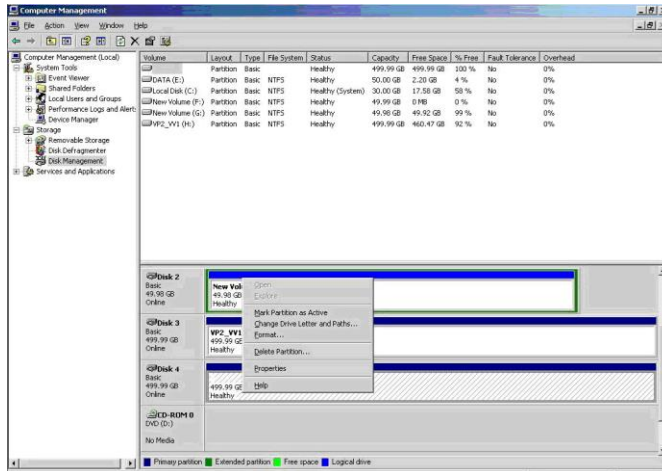 Computer Management
File Action View Window Help
Computer Management (Local)
System Tools
Event Viewer
Shared Folders
Local Users and Groups
Performance Logs and Alerts
Device Manager
Storage
Removable Storage
Disk Defragmenter
Disk Management
Services and Applications
Volume Layout Type File System Status Capacity Free Space % Free Fault Tolerance Overhead
Partition Basic Healthy 499.99 GB 499.99 GB 100 % No 0%
DATA (E:) Partition Basic NTFS Healthy 50.00 GB 2.20 GB 4 % No 0%
Local Disk (C:) Partition Basic NTFS Healthy (System) 30.00 GB 17.58 GB 58 % No 0%
New Volume (F:) Partition Basic NTFS Healthy 49.99 GB 0 MB 0 % No 0%
New Volume (G:) Partition Basic NTFS Healthy 49.98 GB 49.92 GB 99 % No 0%
VP2_VV1 (H:) Partition Basic NTFS Healthy 499.99 GB 460.47 GB 92 % No 0%
Disk 2
Basic
49.98 GB
Online
New Vol
49.98 GB
Healthy
Open
Explore
Mark Partition as Active
Change Drive Letter and Paths...
Format...
Delete Partition...
Properties
Help
Disk 3
Basic
499.99 GB
Online
VP2_VV1
499.99 GB
Healthy
Disk 4
Basic
499.99 GB
Online
499.99 GB
Healthy
CD-ROM 0
DVD (D:)
No Media
Primary partition Extended partition Free space Logical drive